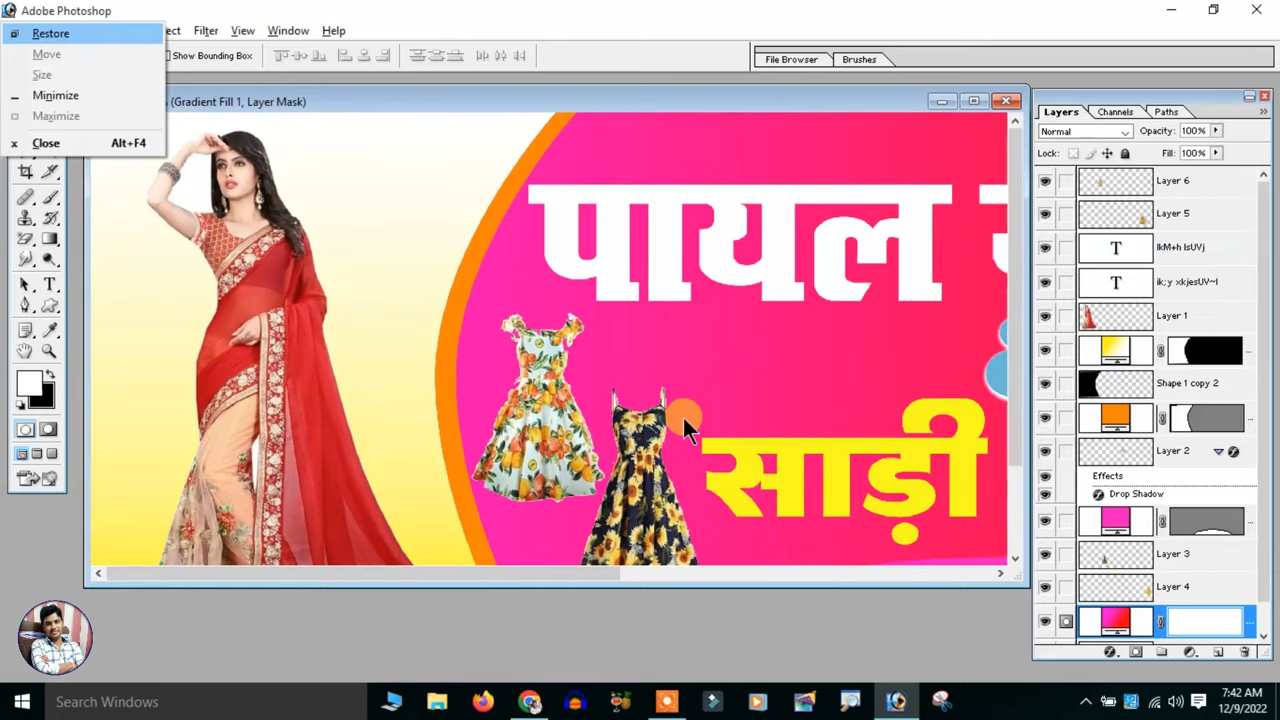 Adobe Photoshop
Restore
Move
Size
Minimize
Maximize
Close Alt+F4
Filter View Window Help
Show Bounding Box
File Browser
Brushes
(Gradient Fill 1, Layer Mask)
पायल
साड़ी
Layers Channels Paths
Normal Opacity: 100%
Lock: Fill: 100%
Layer 6
Layer 5
T lkM+h lsUVj
T ik;y xkjesUV~l
Layer 1
Shape 1 copy 2
Layer 2
Effects
Drop Shadow
Layer 3
Layer 4
Search Windows
7:42 AM
12/9/2022